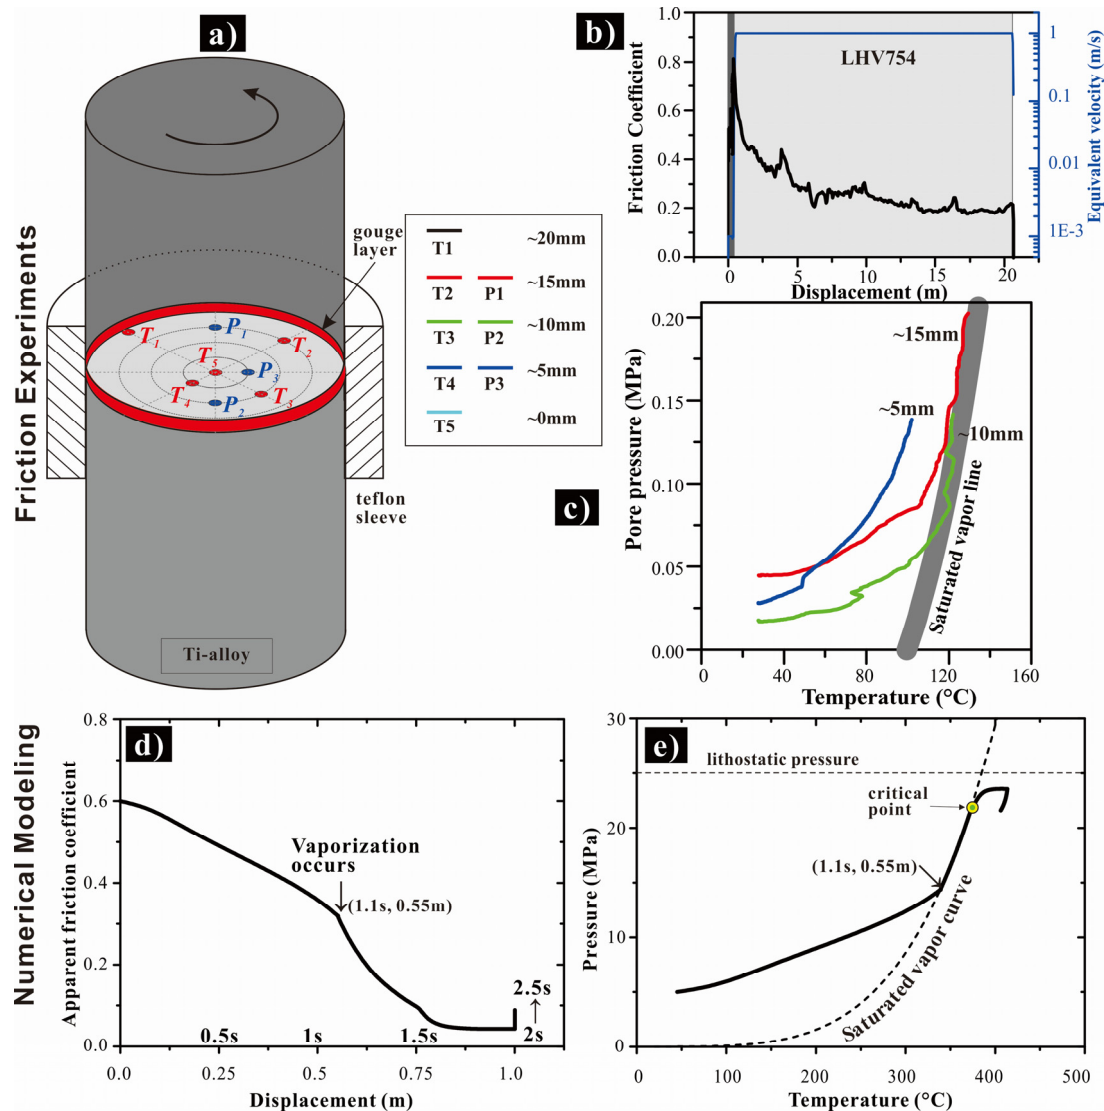 a)
Friction Experiments
gouge
layer
T1
P1
T2
T5
P3
T4
T3
P2
teflon
sleeve
Ti-alloy
T1 ~20mm
T2 P1 ~15mm
T3 P2 ~10mm
T4 P3 ~5mm
T5 ~0mm
b)
LHV754
Friction Coefficient
1.0
0.8
0.6
0.4
0.2
0.0
0 5 10 15 20
Displacement (m)
1
0.1
0.01
1E-3
Equivalent velocity (m/s)
c)
Pore pressure (MPa)
0.20
0.15
0.10
0.05
0.00
~15mm
~5mm
~10mm
Saturated vapor line
0 40 80 120 160
Temperature (°C)
Numerical Modeling
d)
Apparent friction coefficient
0.8
0.6
0.4
0.2
0.0
Vaporization
occurs
(1.1s, 0.55m)
2.5s
0.5s 1s 1.5s 2s
0.0 0.25 0.5 0.75 1.0
Displacement (m)
e)
Pressure (MPa)
30
20
10
0
lithostatic pressure
critical
point
(1.1s, 0.55m)
Saturated vapor curve
0 100 200 300 400 500
Temperature (°C)